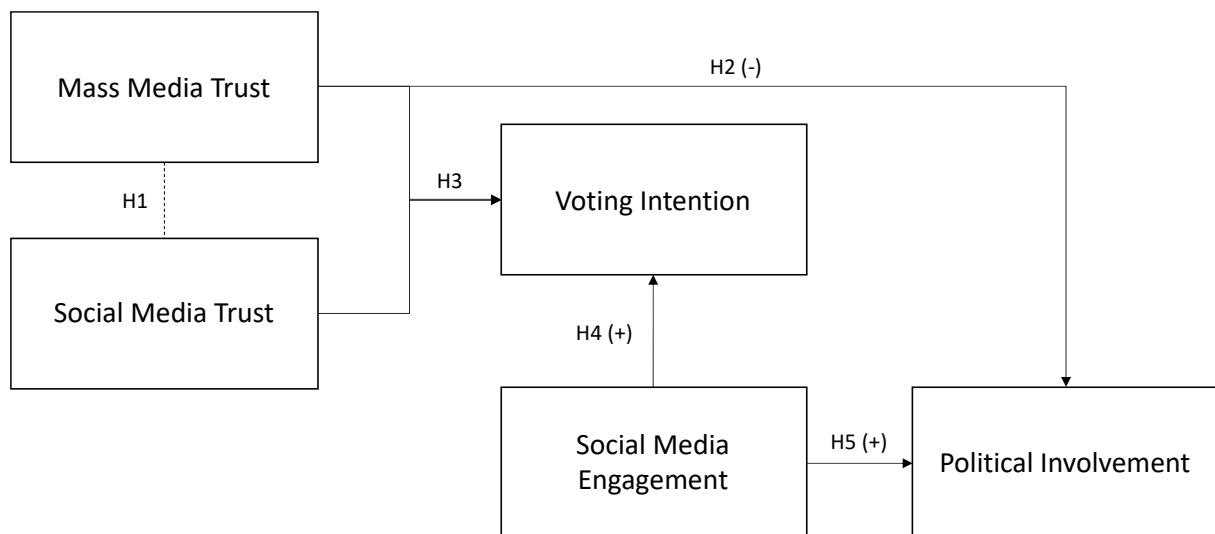 Mass Media Trust
H2 (-)
H3
Voting Intention
H1
Social Media Trust
H4 (+)
Social Media
Engagement
H5 (+)
Political Involvement